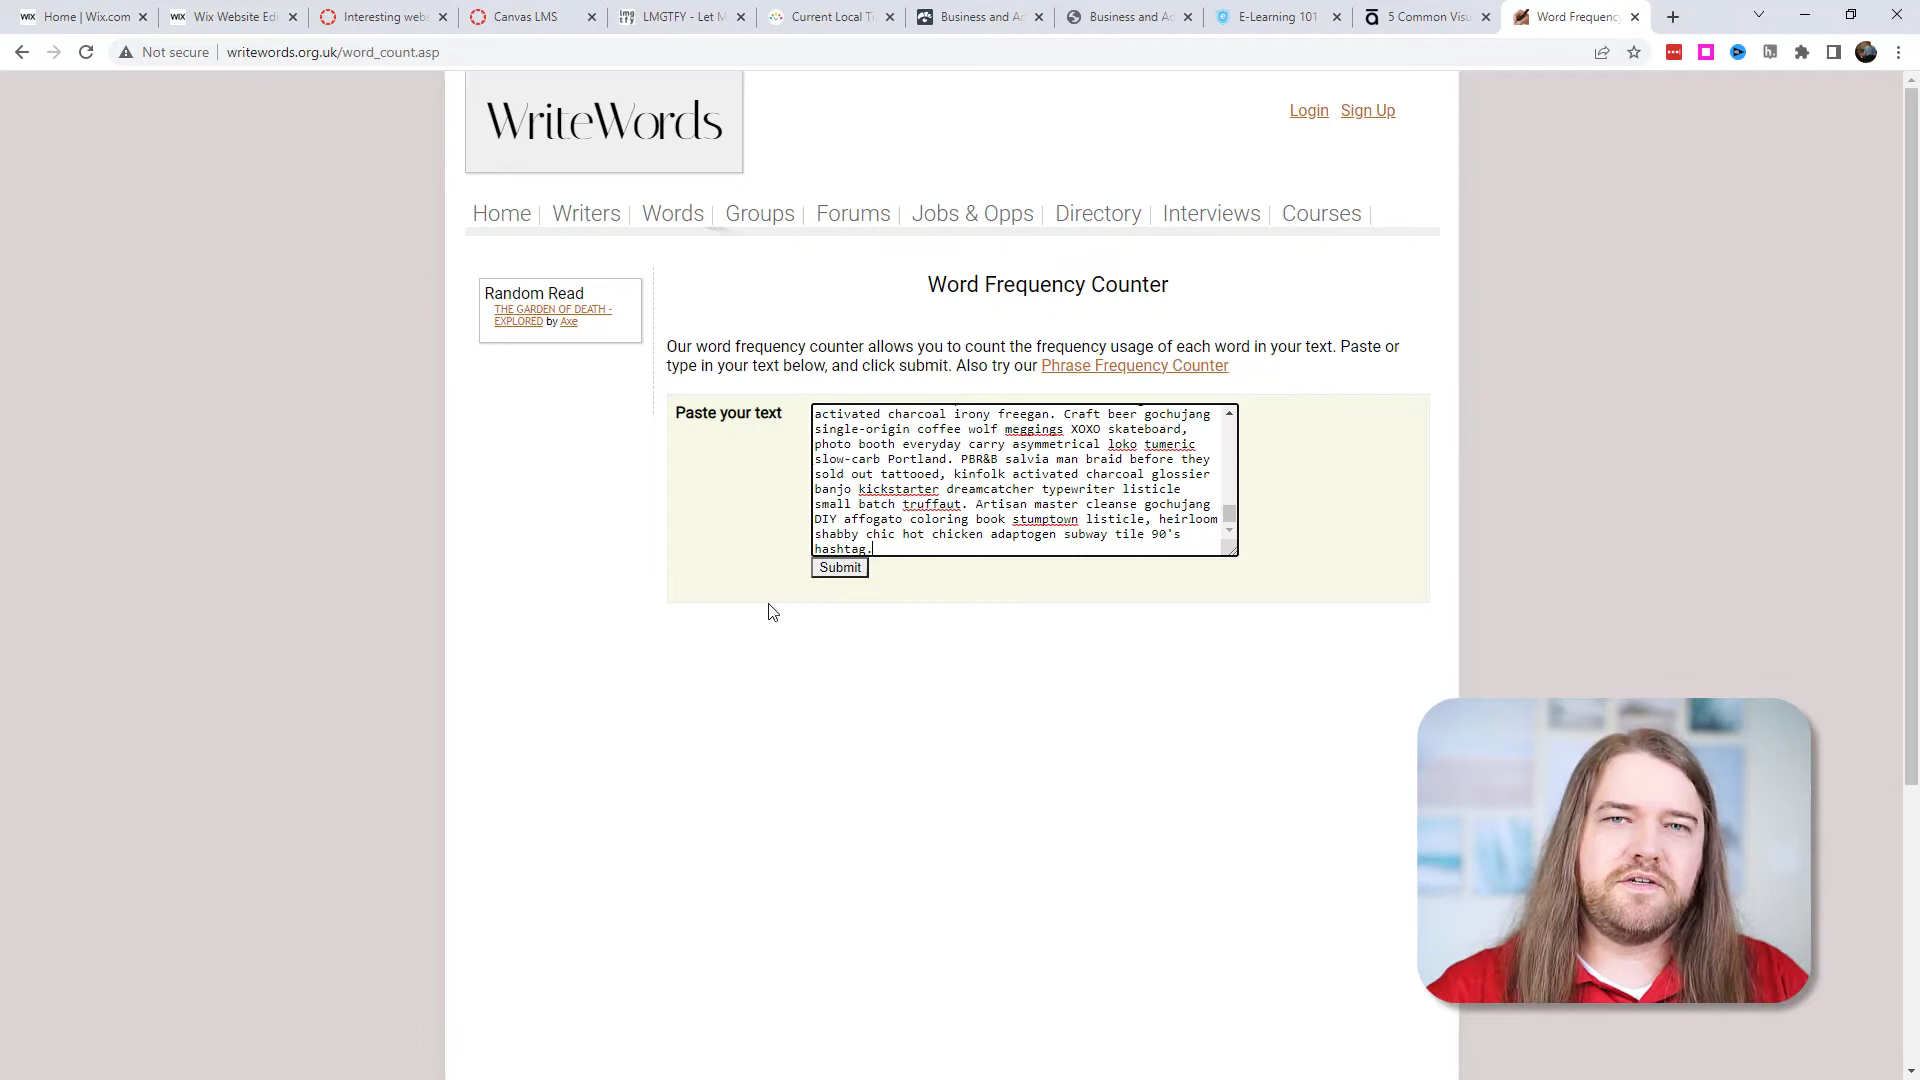 Home | Wix.com
Wix Website Edi
Interesting webs
Canvas LMS
LMGTFY - Let M
Current Local Ti
Business and Ac
Business and Ac
E-Learning 101
5 Common Visu
Word Frequency
Not secure
writewords.org.uk/word_count.asp
WriteWords
Login Sign Up
Home Writers Words Groups Forums Jobs & Opps Directory Interviews Courses
Random Read
THE GARDEN OF DEATH -
EXPLORED by Axe
Word Frequency Counter
Our word frequency counter allows you to count the frequency usage of each word in your text. Paste or
type in your text below, and click submit. Also try our Phrase Frequency Counter
Paste your text
activated charcoal irony freegan. Craft beer gochujang
single-origin coffee wolf meggings XOXO skateboard,
photo booth everyday carry asymmetrical loko tumeric
slow-carb Portland. PBR&B salvia man braid before they
sold out tattooed, kinfolk activated charcoal glossier
banjo kickstarter dreamcatcher typewriter listicle
small batch truffaut. Artisan master cleanse gochujang
DIY affogato coloring book stumptown listicle, heirloom
shabby chic hot chicken adaptogen subway tile 90's
hashtag.
Submit